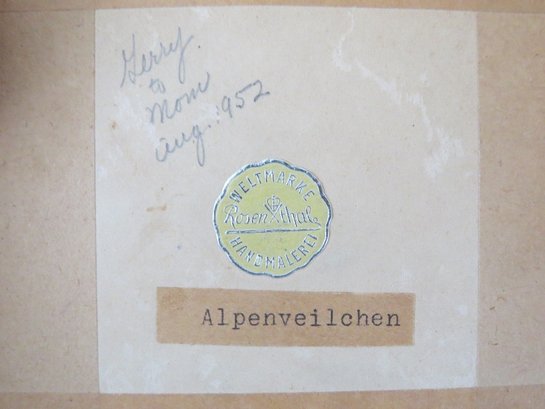 Gerry
to
Mom
Aug. 1952
WELTMARKE
Rosenthal
HANDMALEREI
Alpenveilchen